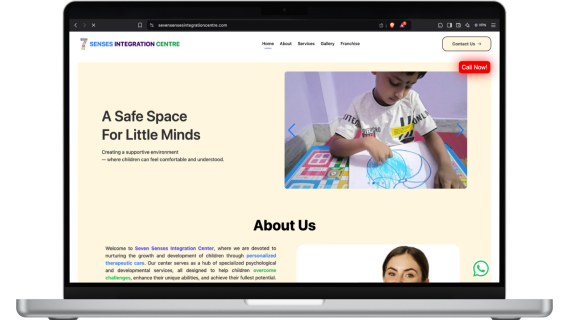 sevensensesintegrationcentre.com
7 SENSES INTEGRATION CENTRE
Home About Services Gallery Franchise
Contact Us →
Call Now!
A Safe Space
For Little Minds
Creating a supportive environment
— where children can feel comfortable and understood.
About Us
Welcome to Seven Senses Integration Center, where we are devoted to
nurturing the growth and development of children through personalized
therapeutic care. Our center serves as a hub of specialized psychological
and developmental services, all designed to help children overcome
challenges, enhance their unique abilities, and achieve their fullest potential.